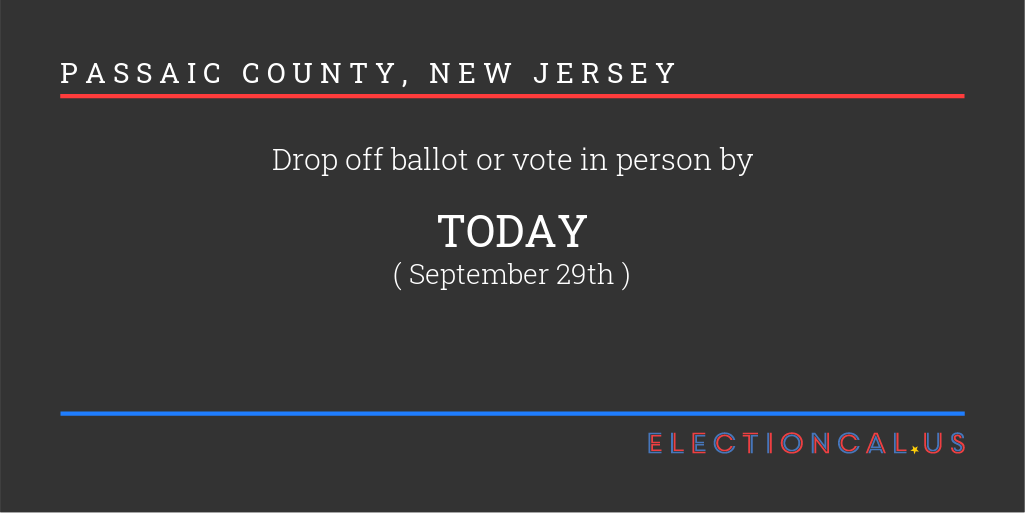 PASSAIC COUNTY, NEW JERSEY
Drop off ballot or vote in person by
TODAY
( September 29th )
ELECTIONCAL.US